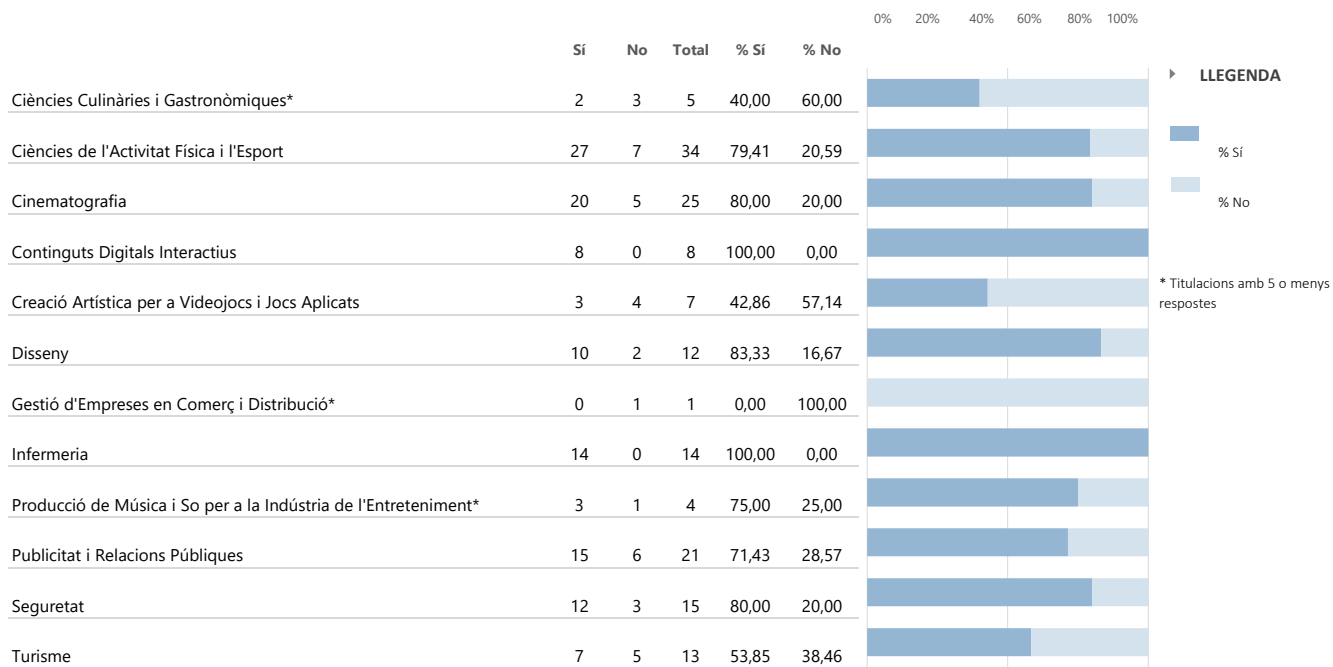 0% 20% 40% 60% 80% 100%
Sí No Total % Sí % No
LLEGENDA
Ciències Culinàries i Gastronòmiques* 2 3 5 40,00 60,00
Ciències de l'Activitat Física i l'Esport 27 7 34 79,41 20,59
% Sí
Cinematografia 20 5 25 80,00 20,00
% No
Continguts Digitals Interactius 8 0 8 100,00 0,00
* Titulacions amb 5 o menys
respostes
Creació Artística per a Videojocs i Jocs Aplicats 3 4 7 42,86 57,14
Disseny 10 2 12 83,33 16,67
Gestió d'Empreses en Comerç i Distribució* 0 1 1 0,00 100,00
Infermeria 14 0 14 100,00 0,00
Producció de Música i So per a la Indústria de l'Entreteniment* 3 1 4 75,00 25,00
Publicitat i Relacions Públiques 15 6 21 71,43 28,57
Seguretat 12 3 15 80,00 20,00
Turisme 7 5 13 53,85 38,46